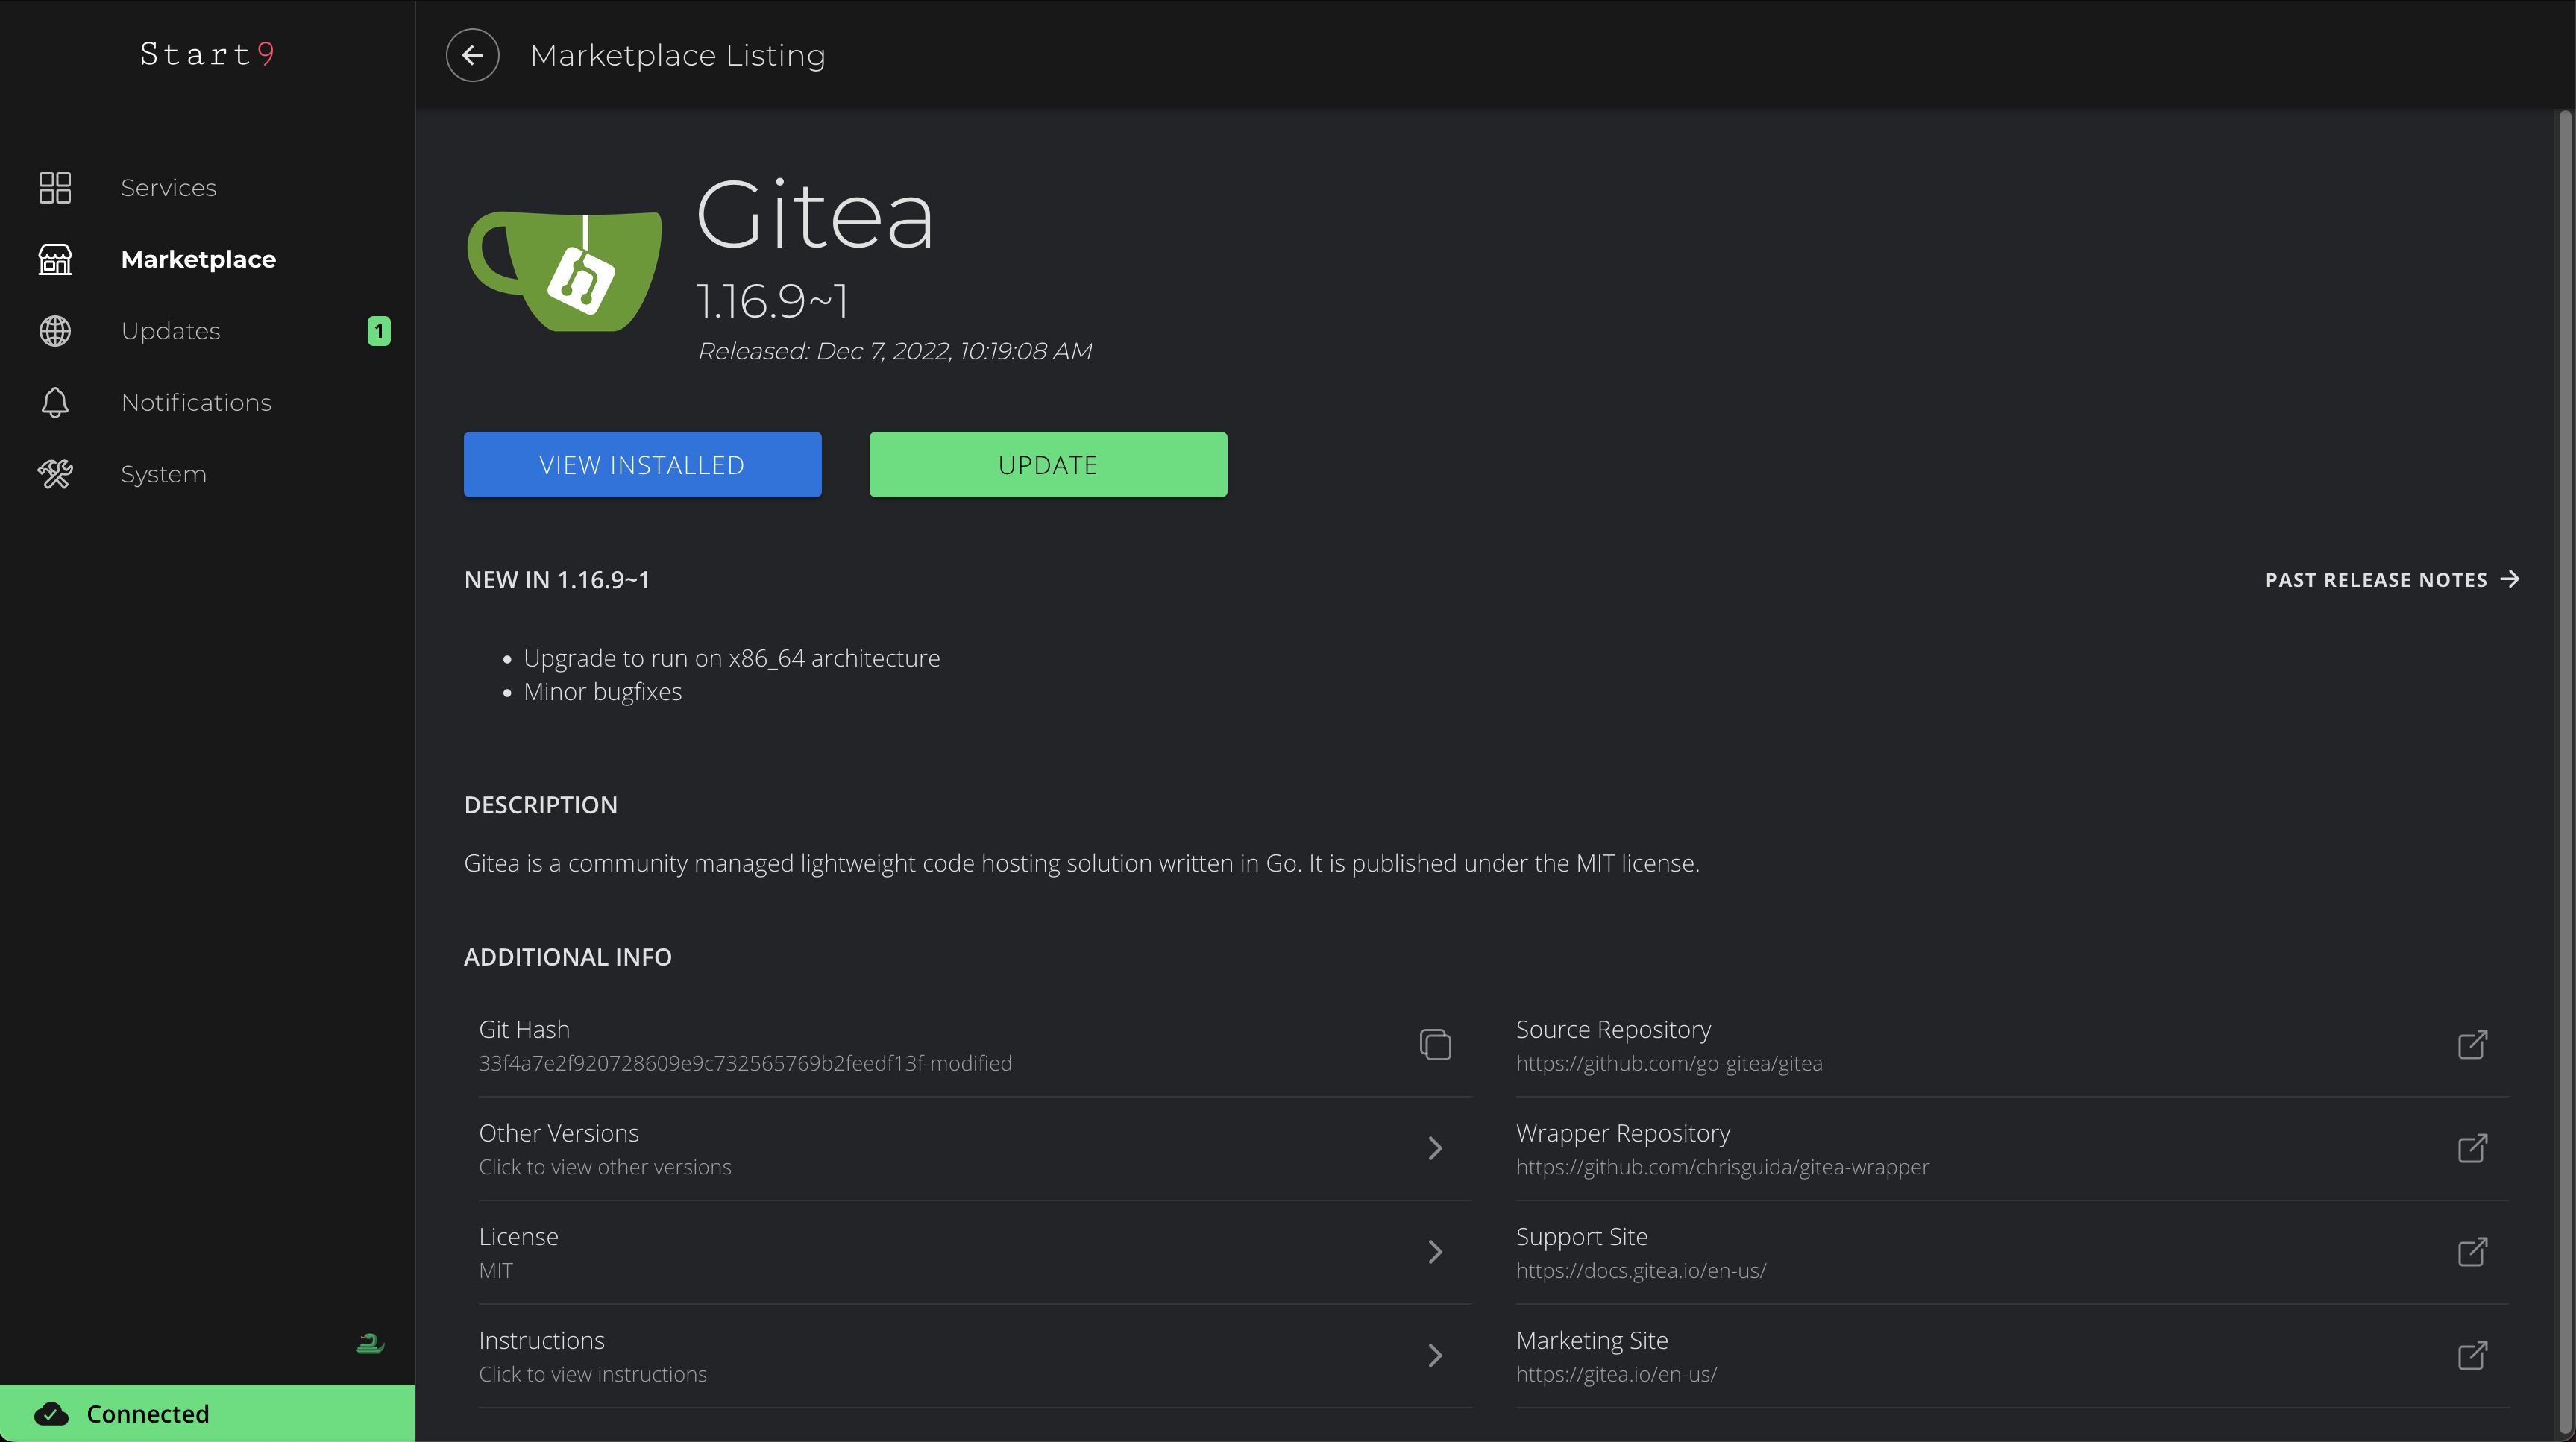 Start9
Services
Marketplace
Updates
1
Notifications
System
Connected
Marketplace Listing
Gitea
1.16.9~1
Released: Dec 7, 2022, 10:19:08 AM
VIEW INSTALLED
UPDATE
NEW IN 1.16.9~1
PAST RELEASE NOTES
Upgrade to run on x86_64 architecture
Minor bugfixes
DESCRIPTION
Gitea is a community managed lightweight code hosting solution written in Go. It is published under the MIT license.
ADDITIONAL INFO
Git Hash
33f4a7e2f920728609e9c732565769b2feedf13f-modified
Other Versions
Click to view other versions
License
MIT
Instructions
Click to view instructions
Source Repository
https://github.com/go-gitea/gitea
Wrapper Repository
https://github.com/chrisguida/gitea-wrapper
Support Site
https://docs.gitea.io/en-us/
Marketing Site
https://gitea.io/en-us/